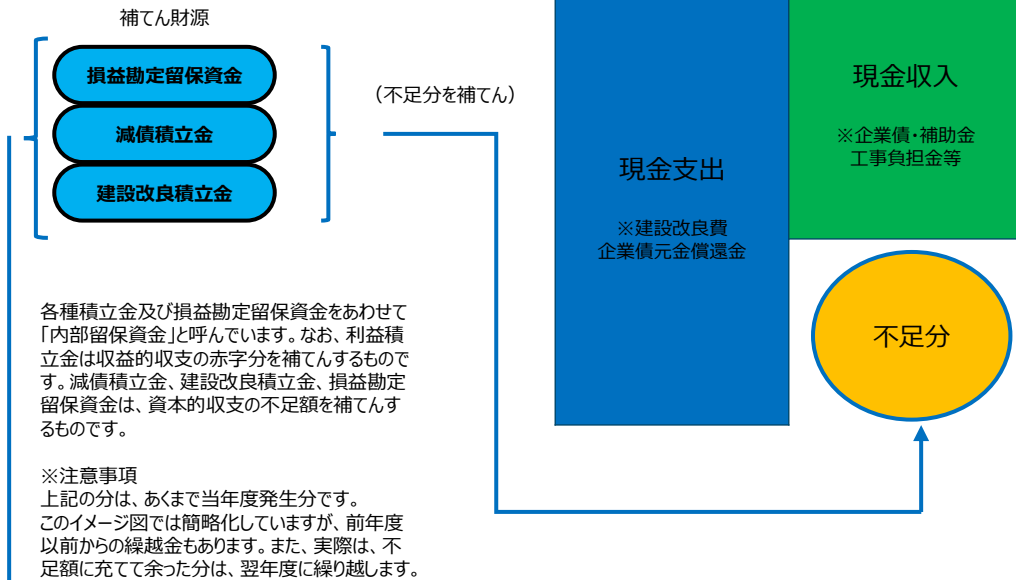 補てん財源
損益勘定留保資金
減債積立金
建設改良積立金
（不足分を補てん）
現金支出
※建設改良費
企業債元金償還金
現金収入
※企業債・補助金
工事負担金等
不足分
各種積立金及び損益勘定留保資金をあわせて
「内部留保資金」と呼んでいます。なお、利益積
立金は収益的収支の赤字分を補てんするもので
す。減債積立金、建設改良積立金、損益勘定
留保資金は、資本的収支の不足額を補てんす
るものです。
※注意事項
上記の分は、あくまで当年度発生分です。
このイメージ図では簡略化していますが、前年度
以前からの繰越金もあります。また、実際は、不
足額に充てて余った分は、翌年度に繰り越します。